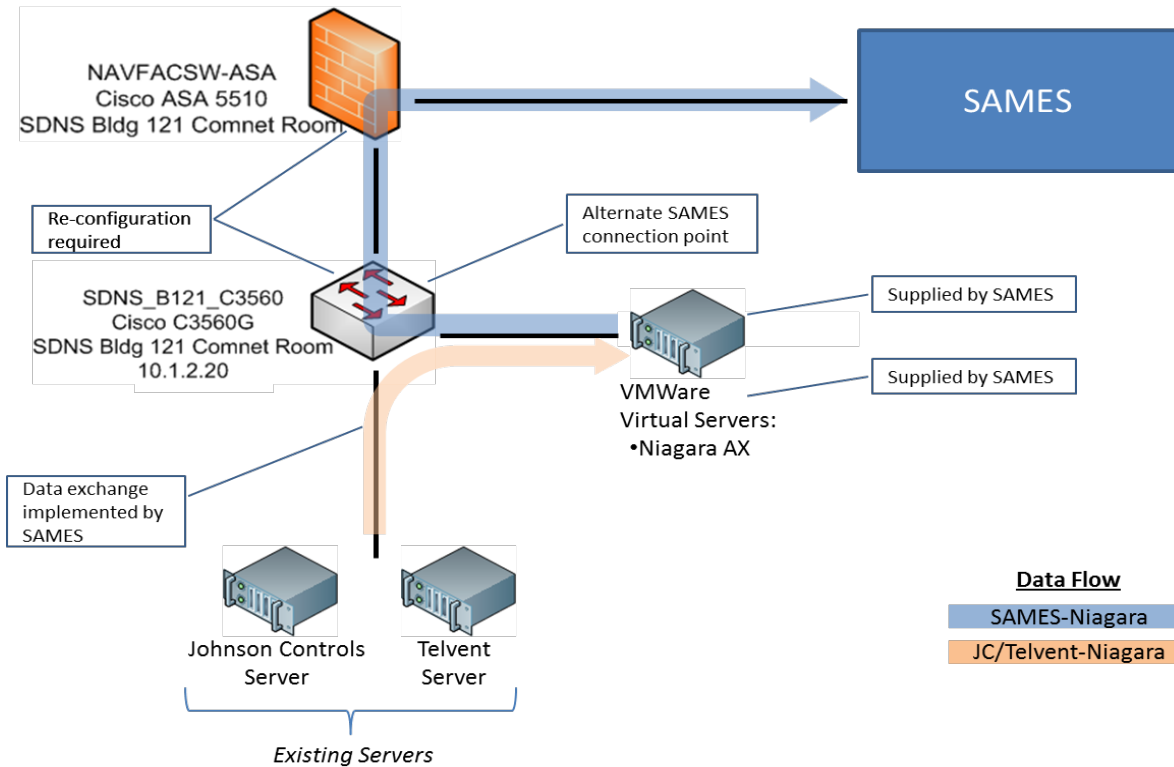 NAVFACSW-ASA
Cisco ASA 5510
SDNS Bldg 121 Comnet Room
SAMES
Re-configuration
required
Alternate SAMES
connection point
SDNS_B121_C3560
Cisco C3560G
SDNS Bldg 121 Comnet Room
10.1.2.20
Supplied by SAMES
Supplied by SAMES
VMWare
Virtual Servers:
•Niagara AX
Data exchange
implemented by
SAMES
Johnson Controls
Server
Telvent
Server
Existing Servers
Data Flow
SAMES-Niagara
JC/Telvent-Niagara